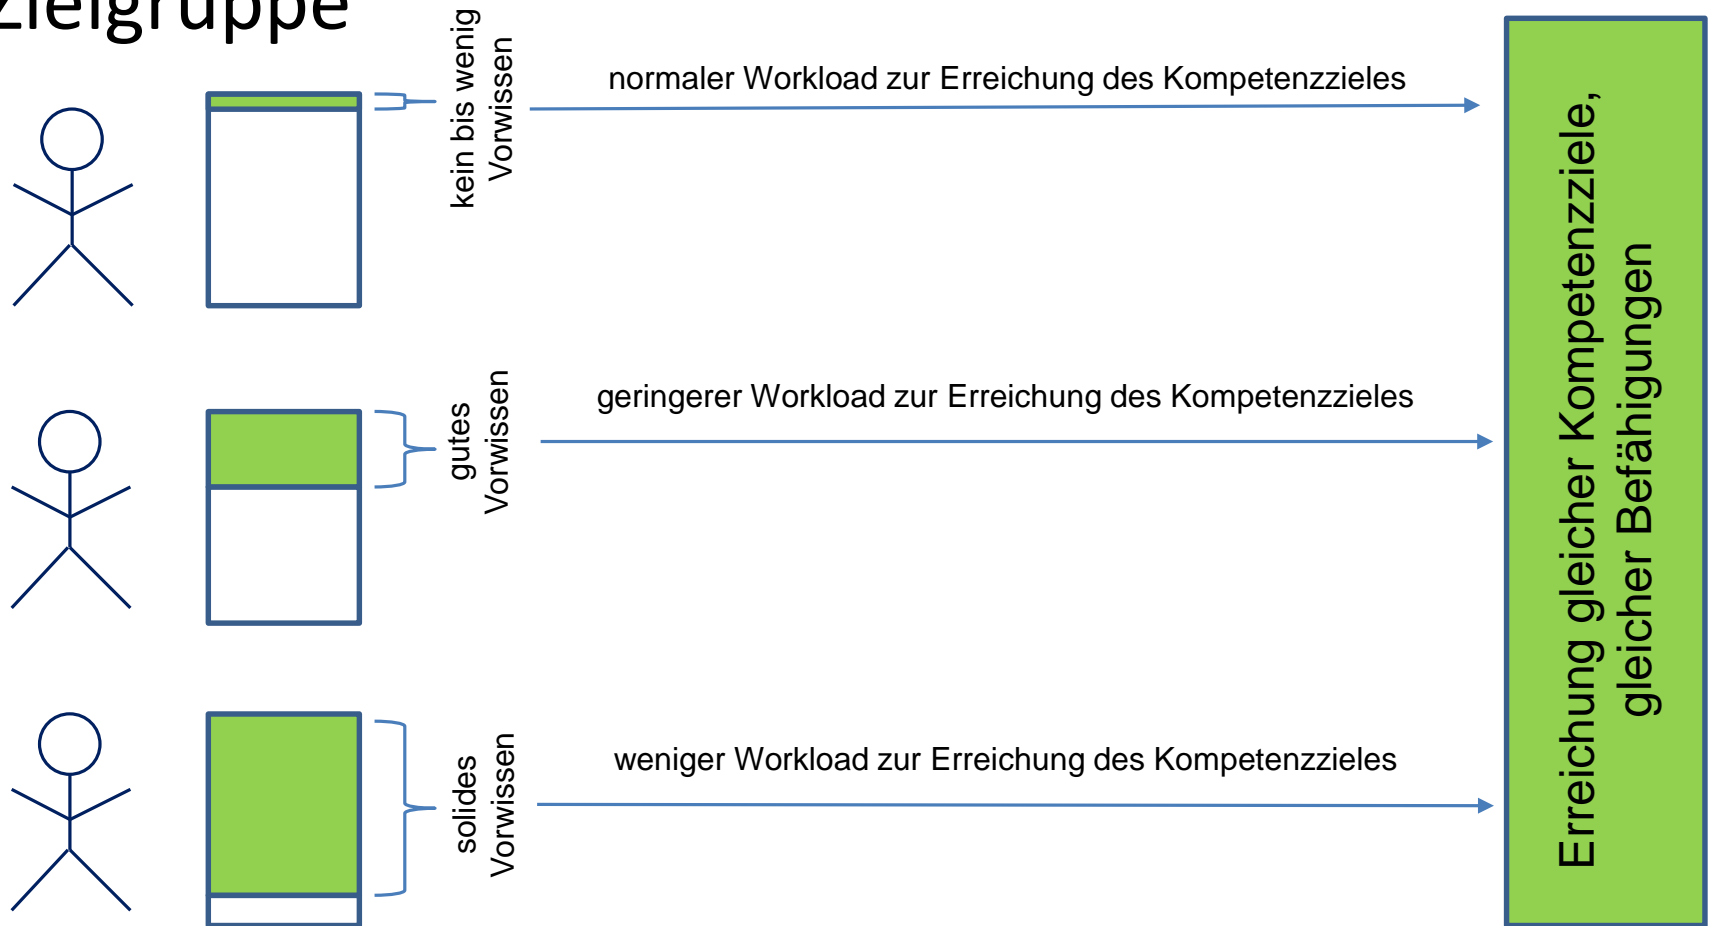 Zielgruppe
kein bis wenig
Vorwissen
normaler Workload zur Erreichung des Kompetenzzieles
gutes
Vorwissen
geringerer Workload zur Erreichung des Kompetenzzieles
solides
Vorwissen
weniger Workload zur Erreichung des Kompetenzzieles
Erreichung gleicher Kompetenzziele,
gleicher Befähigungen